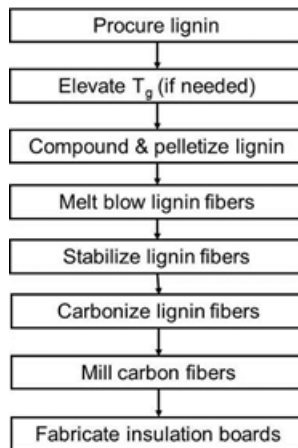 Procure lignin
Elevate Tg (if needed)
Compound & pelletize lignin
Melt blow lignin fibers
Stabilize lignin fibers
Carbonize lignin fibers
Mill carbon fibers
Fabricate insulation boards